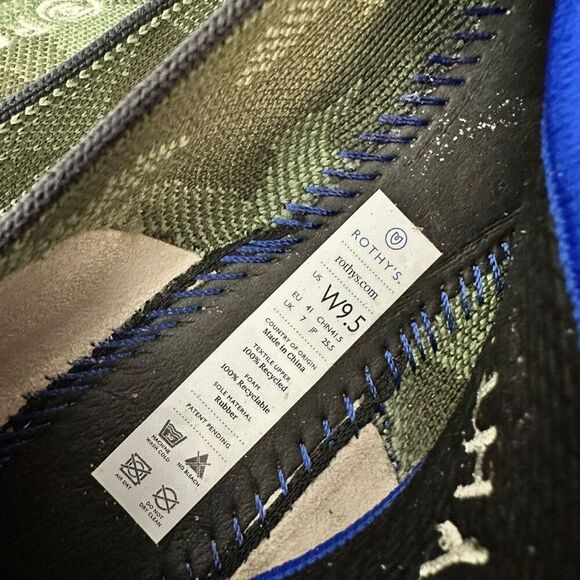 ROTHY'S.
rothys.com
US W9.5
EU 41 CHN 41.5
UK 7 JP 25.5
COUNTRY OF ORIGIN
Made in China
TEXTILE UPPER
100% Recycled
FOAM
100% Recyclable
SOLE MATERIAL
Rubber
PATENT PENDING
MACHINE WASH COLD
NO BLEACH
AIR DRY
DO NOT DRY CLEAN